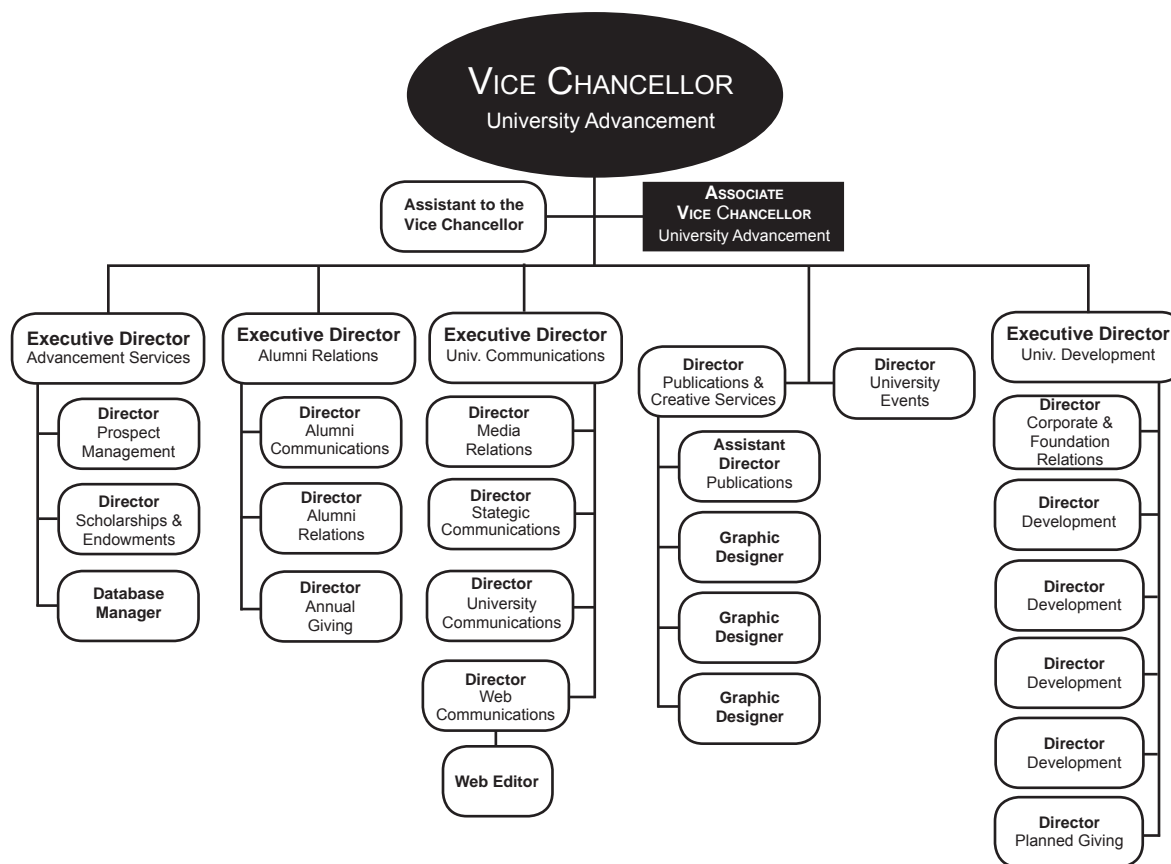 VICE CHANCELLOR
University Advancement
Assistant to the
Vice Chancellor
ASSOCIATE
VICE CHANCELLOR
University Advancement
Executive Director
Advancement Services
Director
Prospect
Management
Director
Scholarships &
Endowments
Database
Manager
Executive Director
Alumni Relations
Director
Alumni
Communications
Director
Alumni
Relations
Director
Annual
Giving
Executive Director
Univ. Communications
Director
Media
Relations
Director
Stategic
Communications
Director
University
Communications
Director
Web
Communications
Web Editor
Director
Publications &
Creative Services
Assistant
Director
Publications
Graphic
Designer
Graphic
Designer
Graphic
Designer
Director
University
Events
Executive Director
Univ. Development
Director
Corporate &
Foundation
Relations
Director
Development
Director
Development
Director
Development
Director
Development
Director
Planned Giving